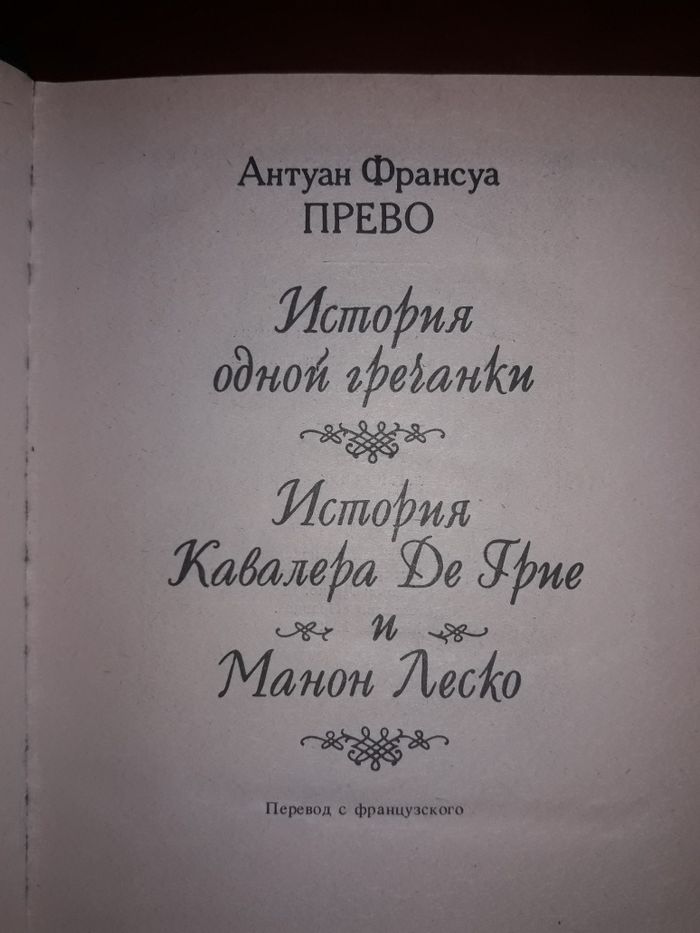 Антуан Франсуа
ПРЕВО
История
одной гречанки
История
Кавалера Де Грие
и
Манон Леско
Перевод с французского